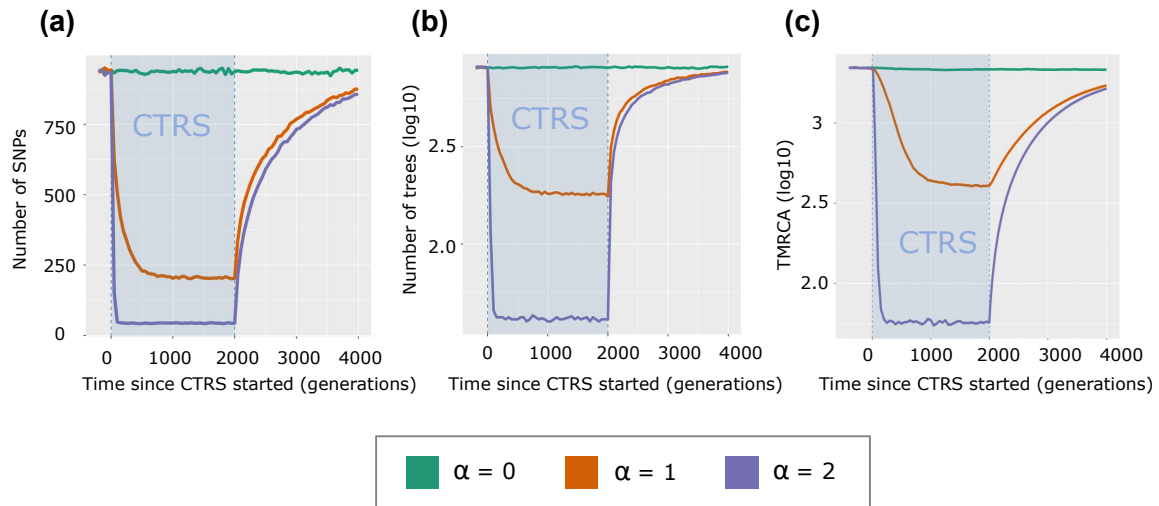 (a)
Number of SNPs
750
500
250
0
CTRS
0 1000 2000 3000 4000
Time since CTRS started (generations)
(b)
Number of trees (log10)
2.5
2.0
CTRS
0 1000 2000 3000 4000
Time since CTRS started (generations)
(c)
TMRCA (log10)
3
2.5
2.0
CTRS
0 1000 2000 3000 4000
Time since CTRS started (generations)
α = 0 α = 1 α = 2